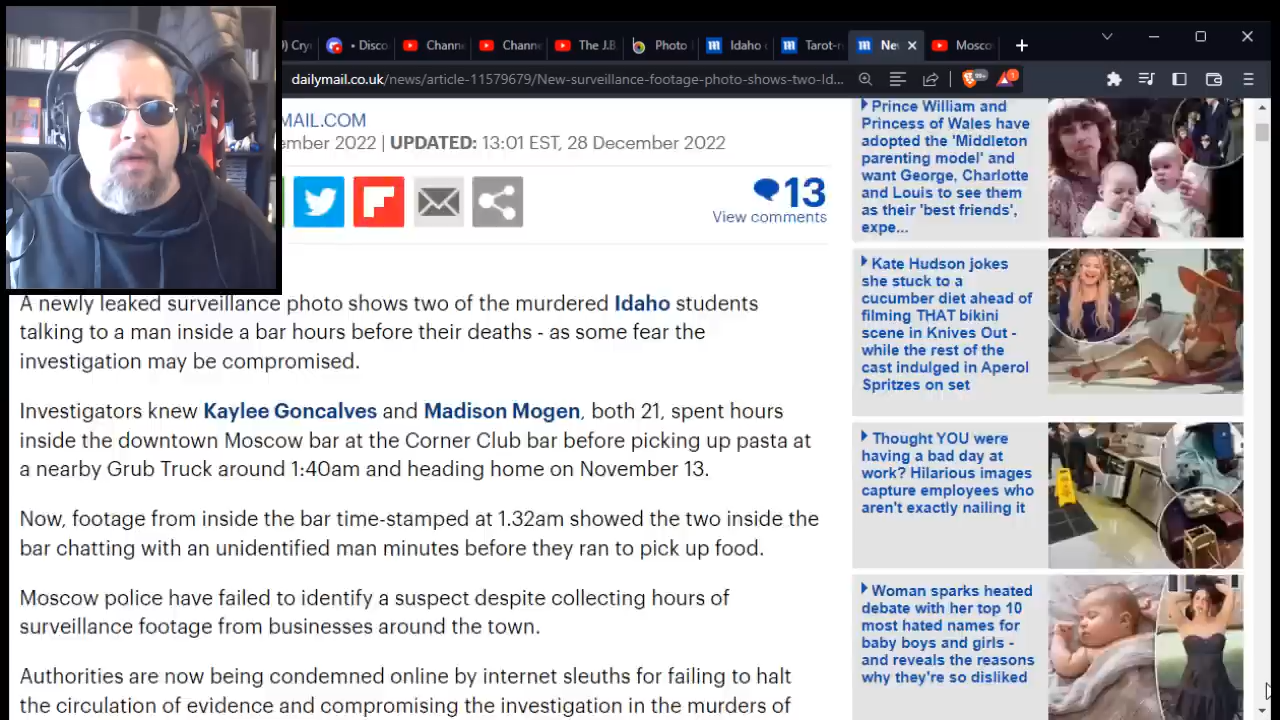 ) Cry
• Disco
Chann
Chann
The J.B
Photo
Idaho
Tarot-r
Ne
Mosco
dailymail.co.uk/news/article-11579679/New-surveillance-footage-photo-shows-two-Id...
99+
1
MAIL.COM
ember 2022 | UPDATED: 13:01 EST, 28 December 2022
13
View comments
A newly leaked surveillance photo shows two of the murdered Idaho students
talking to a man inside a bar hours before their deaths - as some fear the
investigation may be compromised.
Investigators knew Kaylee Goncalves and Madison Mogen, both 21, spent hours
inside the downtown Moscow bar at the Corner Club bar before picking up pasta at
a nearby Grub Truck around 1:40am and heading home on November 13.
Now, footage from inside the bar time-stamped at 1.32am showed the two inside the
bar chatting with an unidentified man minutes before they ran to pick up food.
Moscow police have failed to identify a suspect despite collecting hours of
surveillance footage from businesses around the town.
Authorities are now being condemned online by internet sleuths for failing to halt
the circulation of evidence and compromising the investigation in the murders of
Prince William and
Princess of Wales have
adopted the 'Middleton
parenting model' and
want George, Charlotte
and Louis to see them
as their 'best friends',
expe...
Kate Hudson jokes
she stuck to a
cucumber diet ahead of
filming THAT bikini
scene in Knives Out -
while the rest of the
cast indulged in Aperol
Spritzes on set
Thought YOU were
having a bad day at
work? Hilarious images
capture employees who
aren't exactly nailing it
Woman sparks heated
debate with her top 10
most hated names for
baby boys and girls -
and reveals the reasons
why they're so disliked